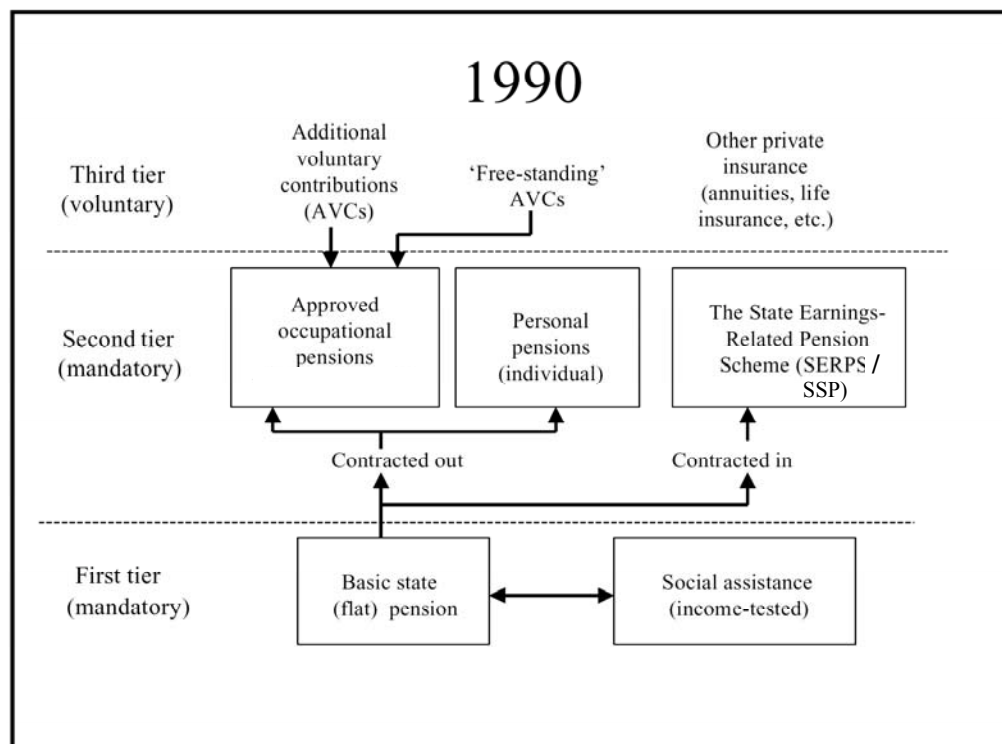 1990
Third tier
(voluntary)
Additional
voluntary
contributions
(AVCs)
‘Free-standing’
AVCs
Other private
insurance
(annuities, life
insurance, etc.)
Second tier
(mandatory)
Approved
occupational
pensions
Personal
pensions
(individual)
The State Earnings-
Related Pension
Scheme (SERPS /
SSP)
Contracted out
Contracted in
First tier
(mandatory)
Basic state
(flat) pension
Social assistance
(income-tested)